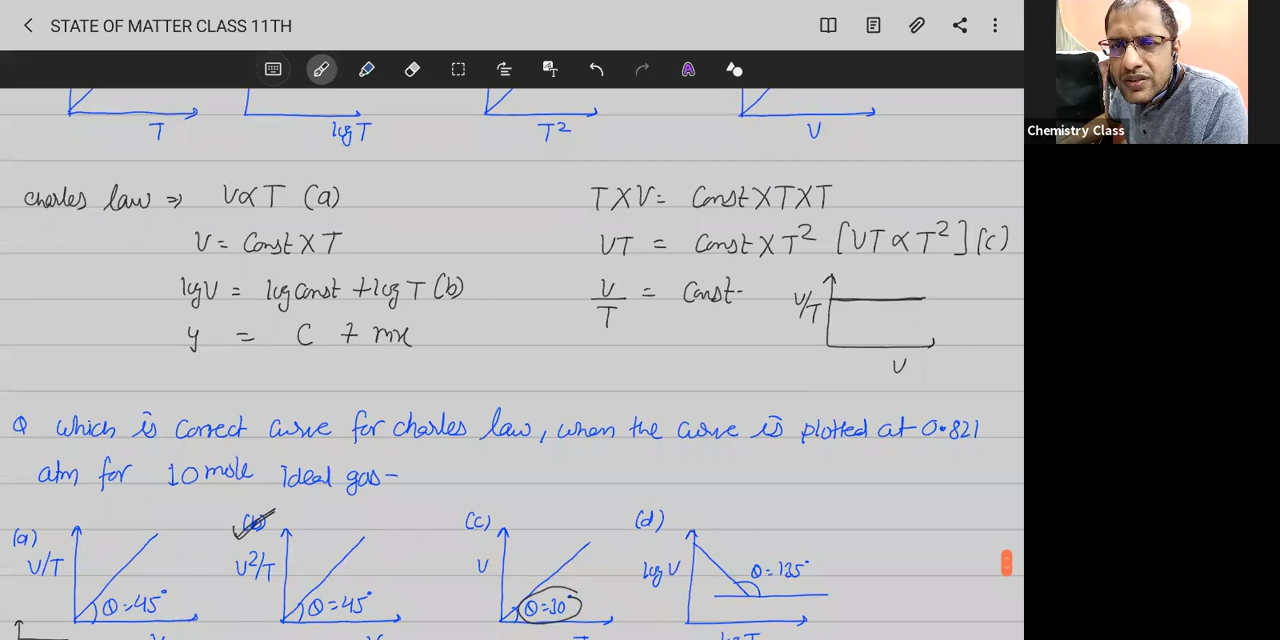 STATE OF MATTER CLASS 11TH
Chemistry Class
T
log T
T²
V
Charles law ⇒ V∝T (a)
V = Const X T
log V = log Const + log T (b)
y = C + mx
T X V = Const X T X T
VT = Const X T² [VT ∝ T²] (c)
V/T = Const-
V/T
V
Q which is correct curve for charles law, when the curve is plotted at 0.821
atm for 10 mole ideal gas-
(a)
V/T
θ=45°
(b)
V²/T
θ=45°
(c)
V
θ=30°
T
(d)
log V
θ=135°
log T